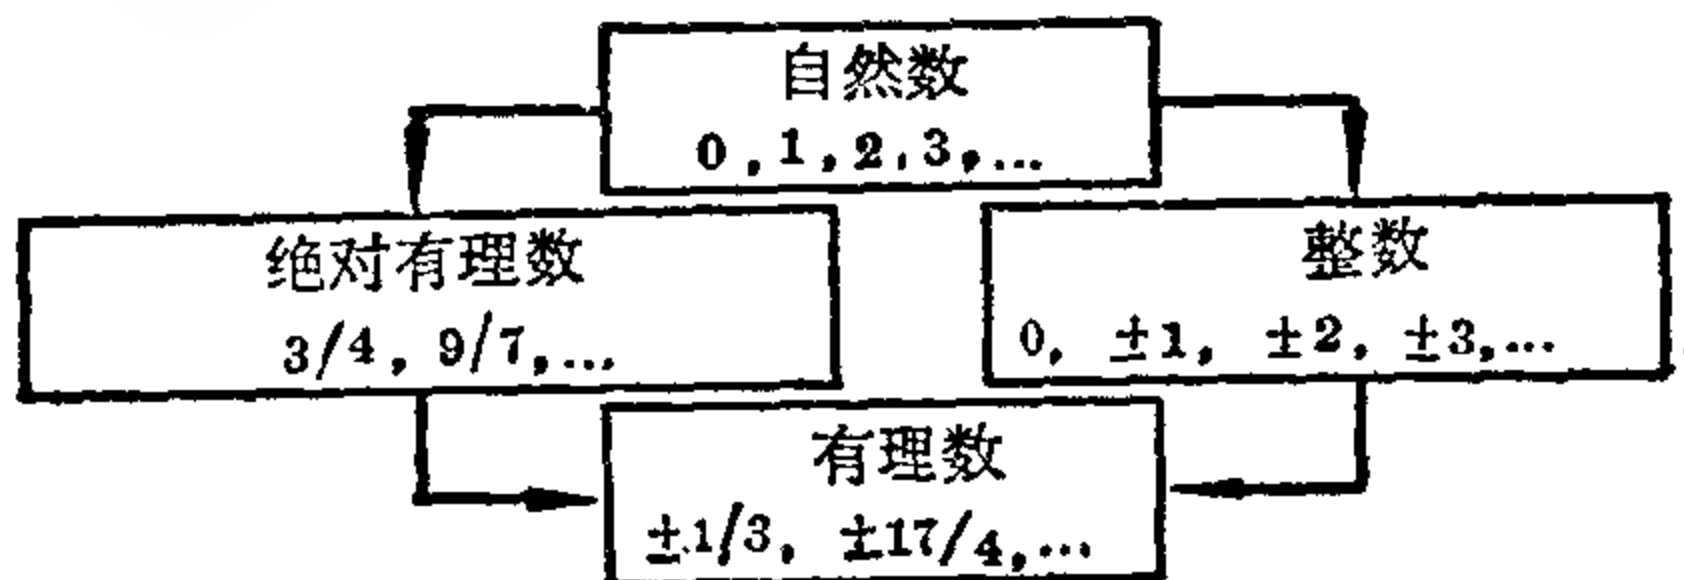 自然数
0,1,2,3,...
绝对有理数
3/4, 9/7,...
整数
0, ±1, ±2, ±3,...
有理数
±1/3, ±17/4,...